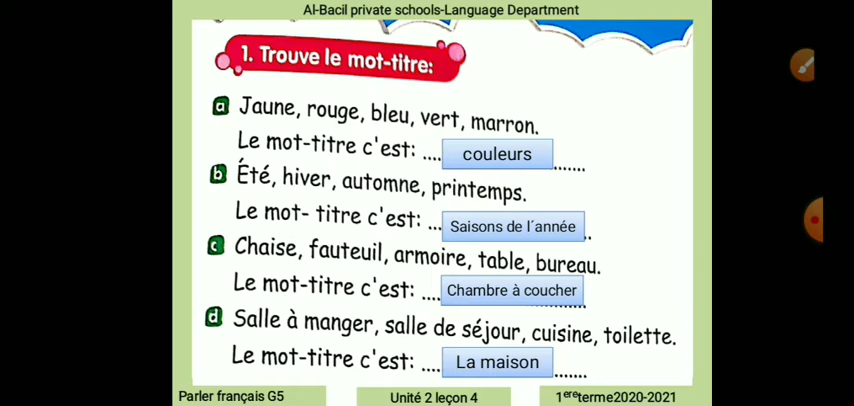 Al-Bacil private schools-Language Department
1. Trouve le mot-titre:
a Jaune, rouge, bleu, vert, marron.
Le mot-titre c'est: .... couleurs .......
b Été, hiver, automne, printemps.
Le mot- titre c'est: ... Saisons de l´année ..
c Chaise, fauteuil, armoire, table, bureau.
Le mot-titre c'est: .... Chambre à coucher
d Salle à manger, salle de séjour, cuisine, toilette.
Le mot-titre c'est: .... La maison .......
Parler français G5 Unité 2 leçon 4 1ereterme2020-2021